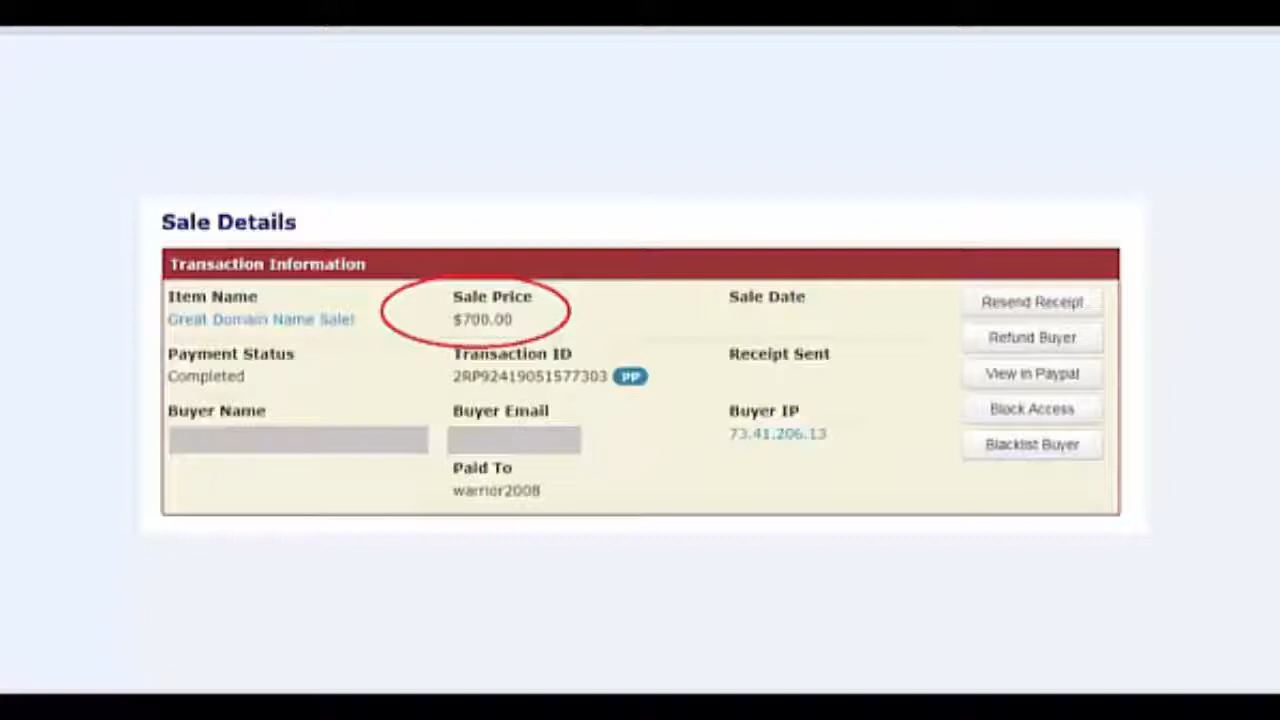 Sale Details
Transaction Information
Item Name Sale Price Sale Date
Great Domain Name Sale! $700.00
Payment Status Transaction ID Receipt Sent
Completed 2RP92419051577303 PP
Buyer Name Buyer Email Buyer IP
73.41.206.13
Paid To
warrior2008
Resend Receipt
Refund Buyer
View in Paypal
Block Access
Blacklist Buyer